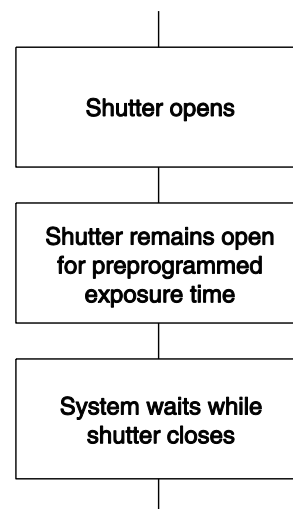 Shutter opens
Shutter remains open
for preprogrammed
exposure time
System waits while
shutter closes